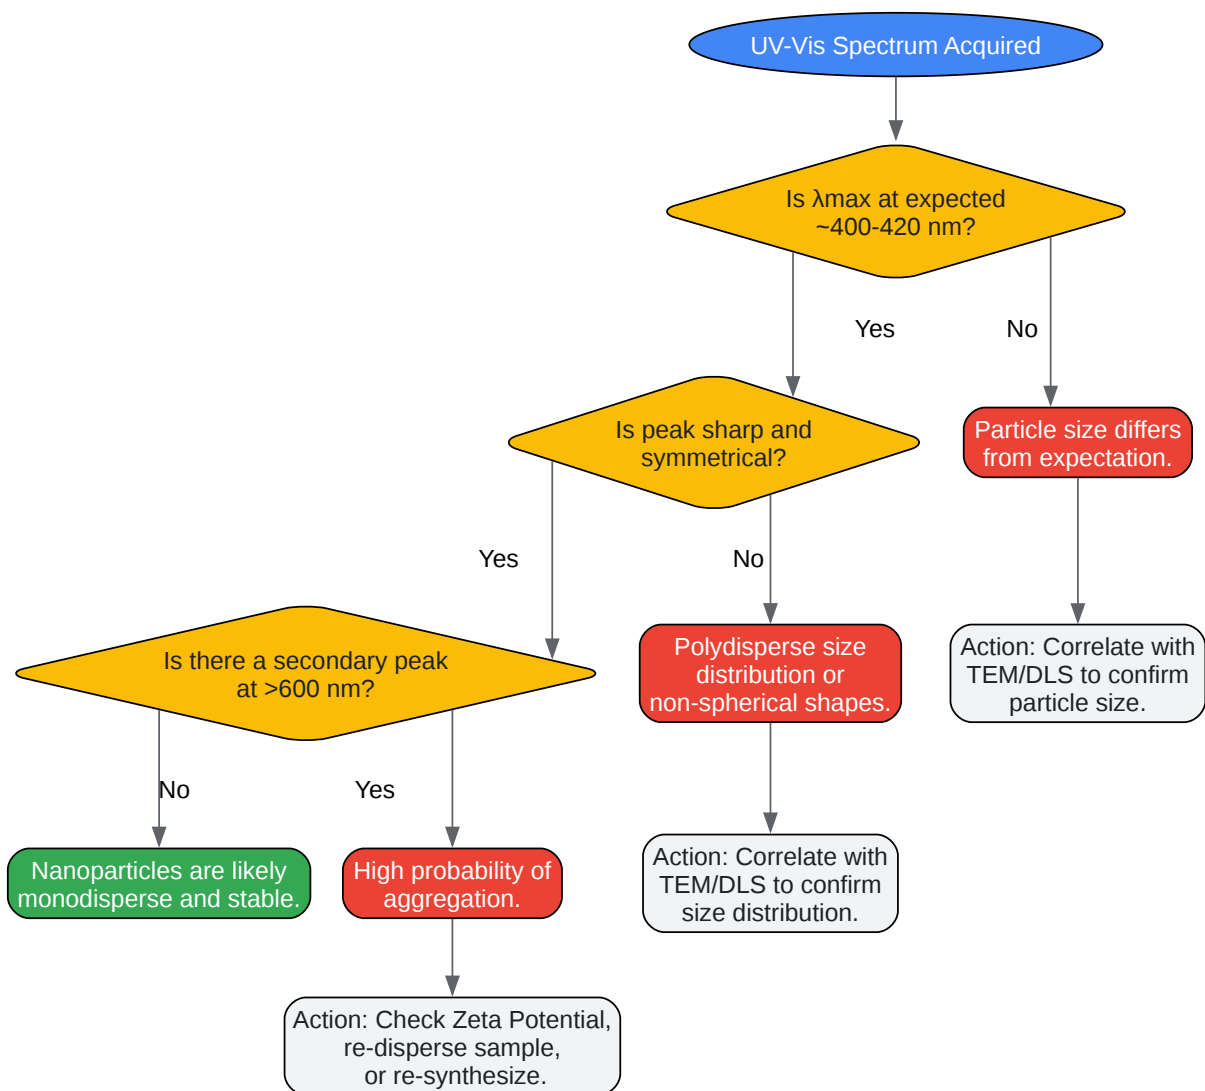 UV-Vis Spectrum Acquired
Is λmax at expected
~400-420 nm?
Yes
No
Is peak sharp and
symmetrical?
Particle size differs
from expectation.
Yes
No
Is there a secondary peak
at >600 nm?
Polydisperse size
distribution or
non-spherical shapes.
Action: Correlate with
TEM/DLS to confirm
particle size.
No
Yes
Nanoparticles are likely
monodisperse and stable.
High probability of
aggregation.
Action: Correlate with
TEM/DLS to confirm
size distribution.
Action: Check Zeta Potential,
re-disperse sample,
or re-synthesize.